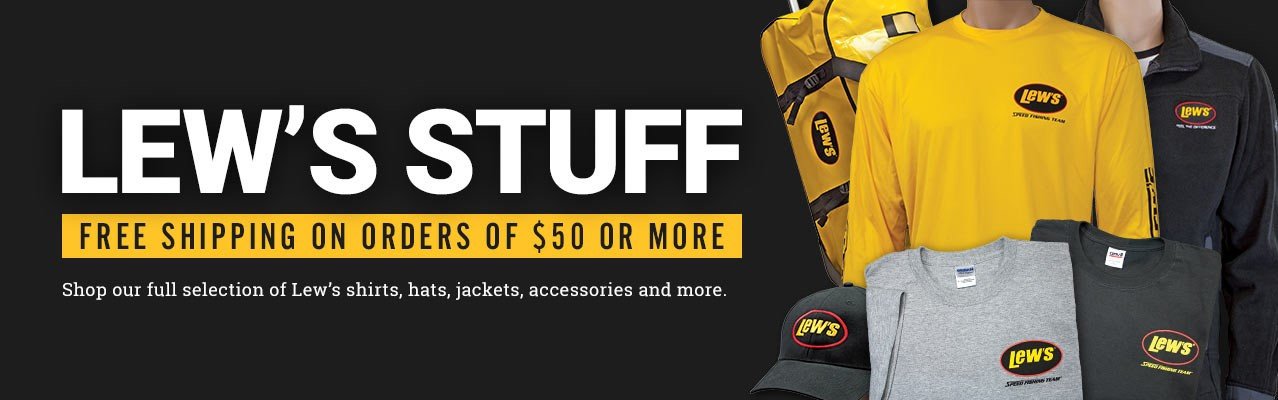 LEW'S STUFF
FREE SHIPPING ON ORDERS OF $50 OR MORE
Shop our full selection of Lew's shirts, hats, jackets, accessories and more.
Lew's
Lew's
SPEED FISHING TEAM
Lew's
FEEL THE DIFFERENCE
Lew's
Lew's
SPEED FISHING TEAM
Lew's
SPEED FISHING TEAM